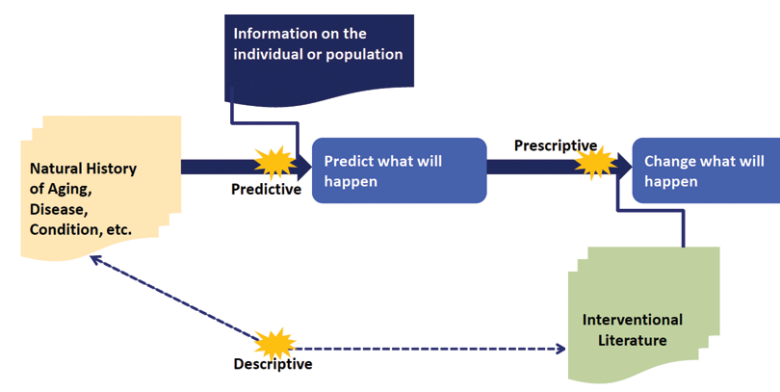 Information on the
individual or population
Prescriptive
Natural History
of Aging,
Disease,
Condition, etc.
Predictive
Predict what will
happen
Change what will
happen
Interventional
Literature
Descriptive